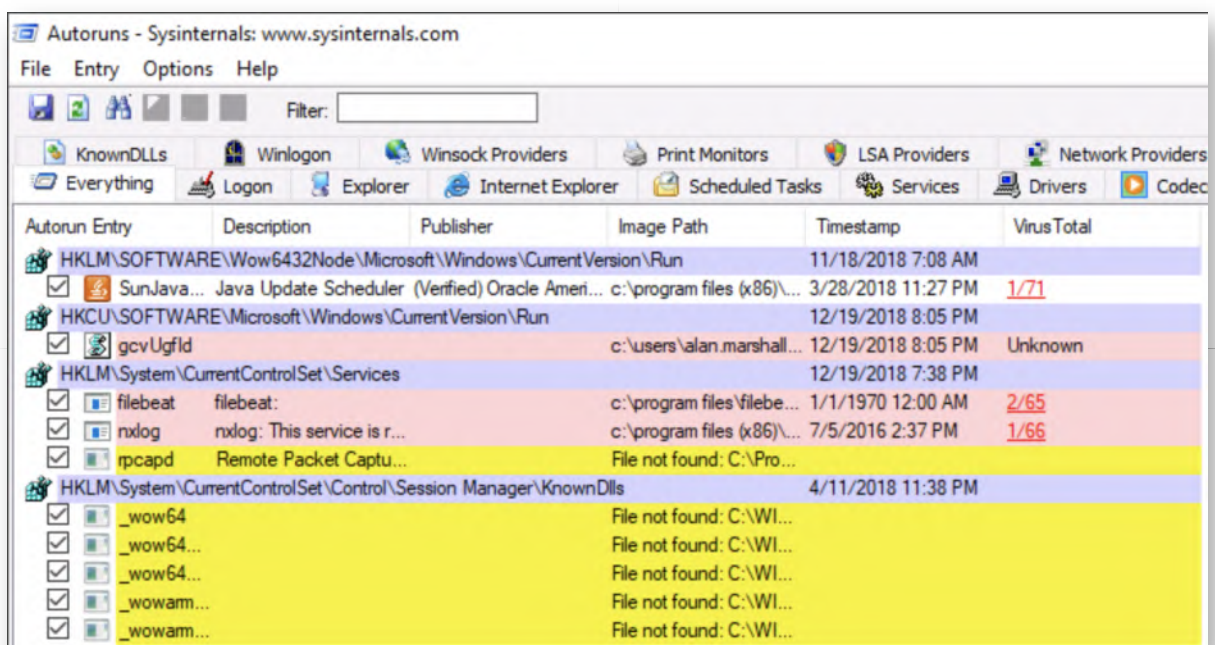 Autoruns - Sysinternals: www.sysinternals.com
File Entry Options Help
Filter:
KnownDLLs Winlogon Winsock Providers Print Monitors LSA Providers Network Providers
Everything Logon Explorer Internet Explorer Scheduled Tasks Services Drivers Codec
Autorun Entry Description Publisher Image Path Timestamp VirusTotal
HKLM\SOFTWARE\Wow6432Node\Microsoft\Windows\CurrentVersion\Run 11/18/2018 7:08 AM
SunJava... Java Update Scheduler (Verified) Oracle Ameri... c:\program files (x86)\... 3/28/2018 11:27 PM 1/71
HKCU\SOFTWARE\Microsoft\Windows\CurrentVersion\Run 12/19/2018 8:05 PM
gcvUgfld c:\users\alan.marshall... 12/19/2018 8:05 PM Unknown
HKLM\System\CurrentControlSet\Services 12/19/2018 7:38 PM
filebeat filebeat: c:\program files\filebe... 1/1/1970 12:00 AM 2/65
nxlog nxlog: This service is r... c:\program files (x86)\... 7/5/2016 2:37 PM 1/66
rpcapd Remote Packet Captu... File not found: C:\Pro...
HKLM\System\CurrentControlSet\Control\Session Manager\KnownDlls 4/11/2018 11:38 PM
_wow64 File not found: C:\WI...
_wow64... File not found: C:\WI...
_wow64... File not found: C:\WI...
_wowarm... File not found: C:\WI...
_wowarm... File not found: C:\WI...